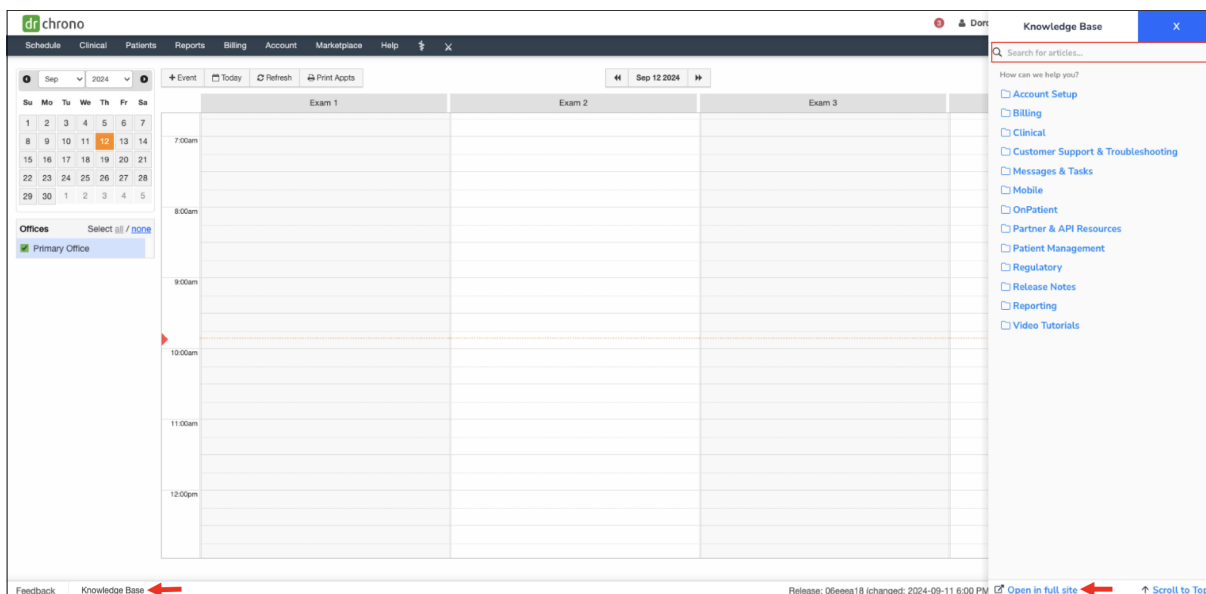 dr chrono
3
Knowledge Base
X
Schedule Clinical Patients Reports Billing Account Marketplace Help
Search for articles...
Sep 2024
+ Event Today Refresh Print Appts
Sep 12 2024
How can we help you?
Su Mo Tu We Th Fr Sa
Exam 1 Exam 2 Exam 3
1 2 3 4 5 6 7
8 9 10 11 12 13 14
15 16 17 18 19 20 21
22 23 24 25 26 27 28
29 30 1 2 3 4 5
Offices Select all / none
Primary Office
7:00am
8:00am
9:00am
10:00am
11:00am
12:00pm
Account Setup
Billing
Clinical
Customer Support & Troubleshooting
Messages & Tasks
Mobile
OnPatient
Partner & API Resources
Patient Management
Regulatory
Release Notes
Reporting
Video Tutorials
Feedback Knowledge Base
Release: 06eeea18 (changed: 2024-09-11 6:00 PM
Open in full site
Scroll to Top